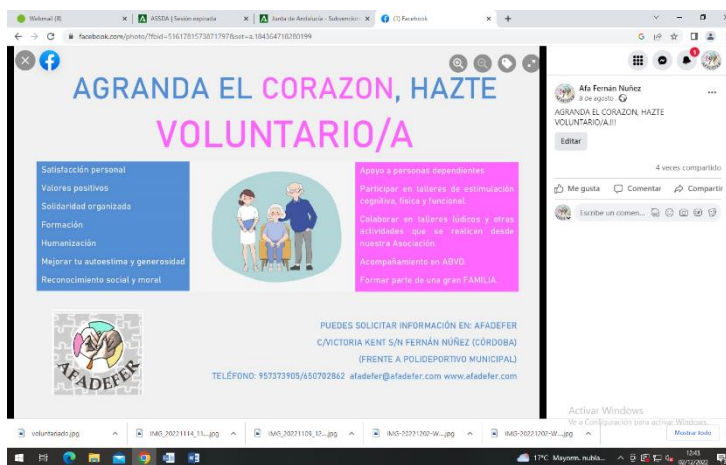 Webmail (8)
ASSDA | Sesión expirada
Junta de Andalucía - Subvencion
(1) Facebook
facebook.com/photo/?fbid=516178157387179&set=a.184364718280199
AGRANDA EL CORAZON, HAZTE
VOLUNTARIO/A
Satisfacción personal
Valores positivos
Solidaridad organizada
Formación
Humanización
Mejorar tu autoestima y generosidad
Reconocimiento social y moral
Apoyo a personas dependientes
Participar en talleres de estimulación
cognitiva, física y funcional.
Colaborar en talleres lúdicos y otras
actividades que se realicen desde
nuestra Asociación.
Acompañamiento en ABVD.
Formar parte de una gran FAMILIA.
AFADEFER
PUEDES SOLICITAR INFORMACIÓN EN: AFADEFER
C/VICTORIA KENT S/N FERNÁN NÚÑEZ (CÓRDOBA)
(FRENTE A POLIDEPORTIVO MUNICIPAL)
TELÉFONO: 957373905/650702862 afadefer@afadefer.com www.afadefer.com
Afa Fernán Nuñez
8 de agosto
AGRANDA EL CORAZON, HAZTE
VOLUNTARIO/A.!!!
Editar
4 veces compartido
Me gusta
Comentar
Compartir
Escribe un comen...
Activar Windows
Ve a Configuración para activar Windows.
voluntariado.jpg
IMG_20221114_11....jpg
IMG_20221109_12....jpg
IMG-20221202-W....jpg
IMG-20221202-W....jpg
Mostrar todo
17°C Mayorm. nubla...
12:43
02/12/2022